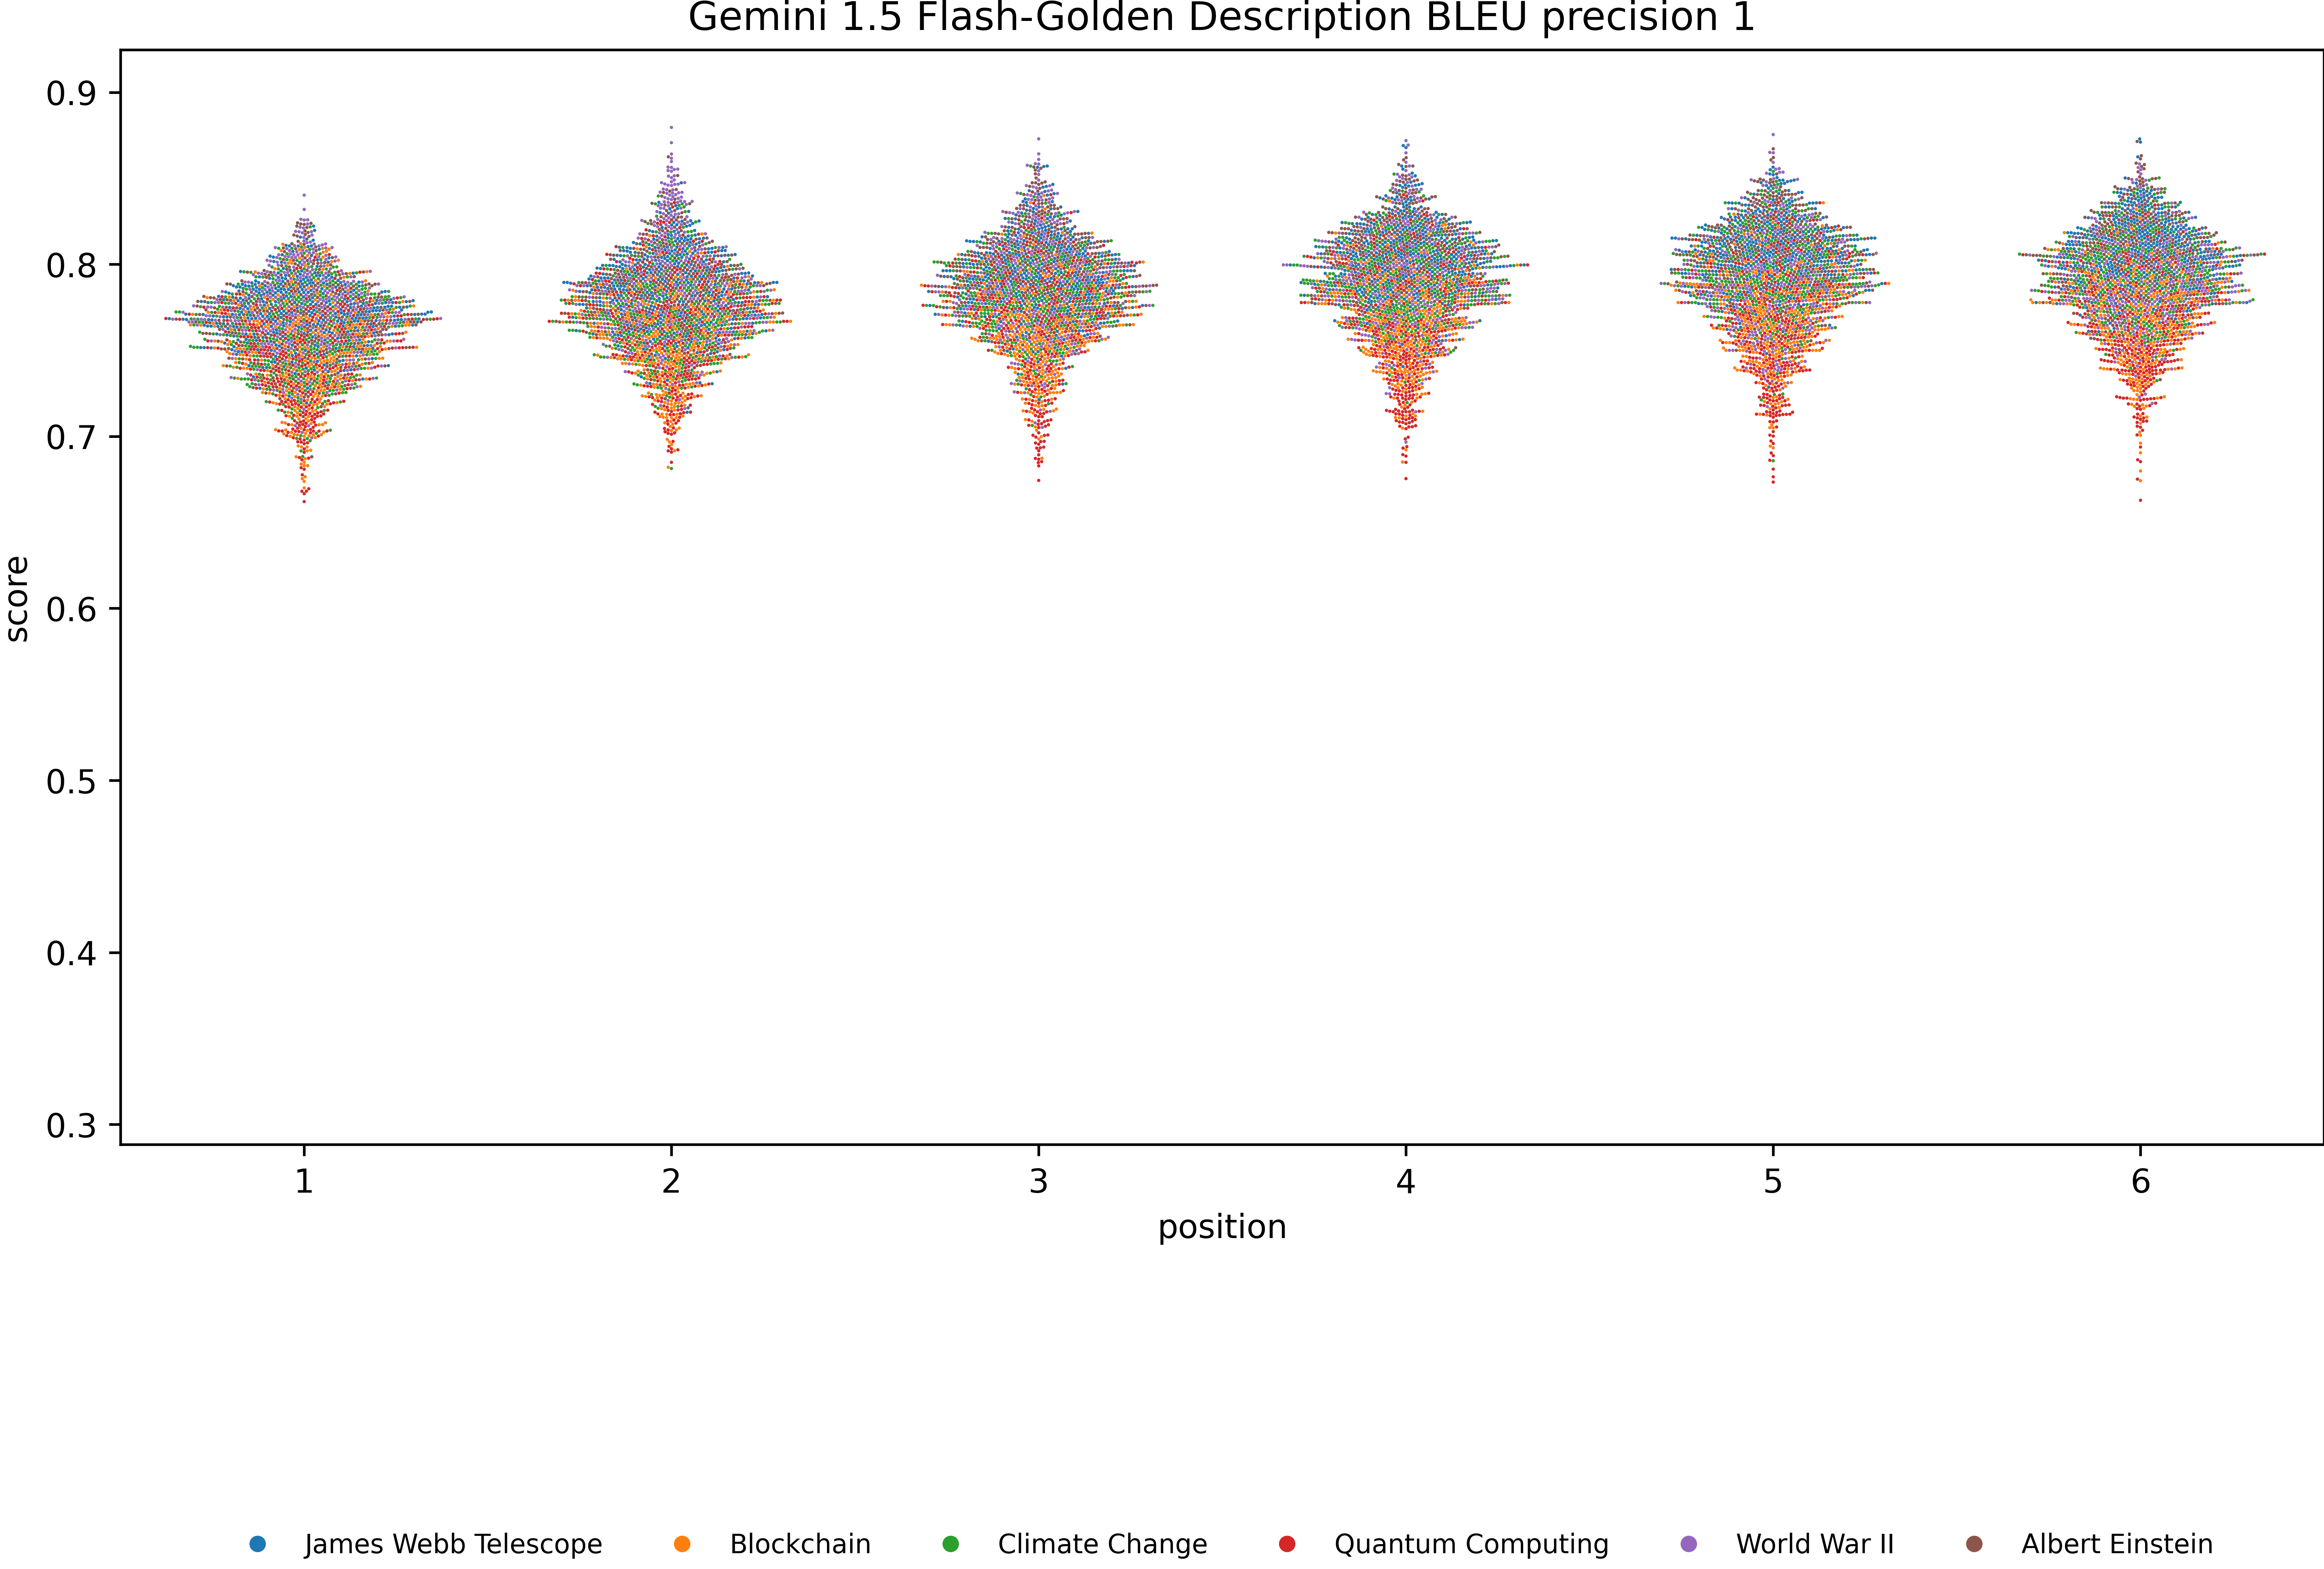 Gemini 1.5 Flash-Golden Description BLEU precision 1
0.9
0.8
0.7
0.6
0.5
0.4
0.3
score
1 2 3 4 5 6
position
James Webb Telescope Blockchain Climate Change Quantum Computing World War II Albert Einstein